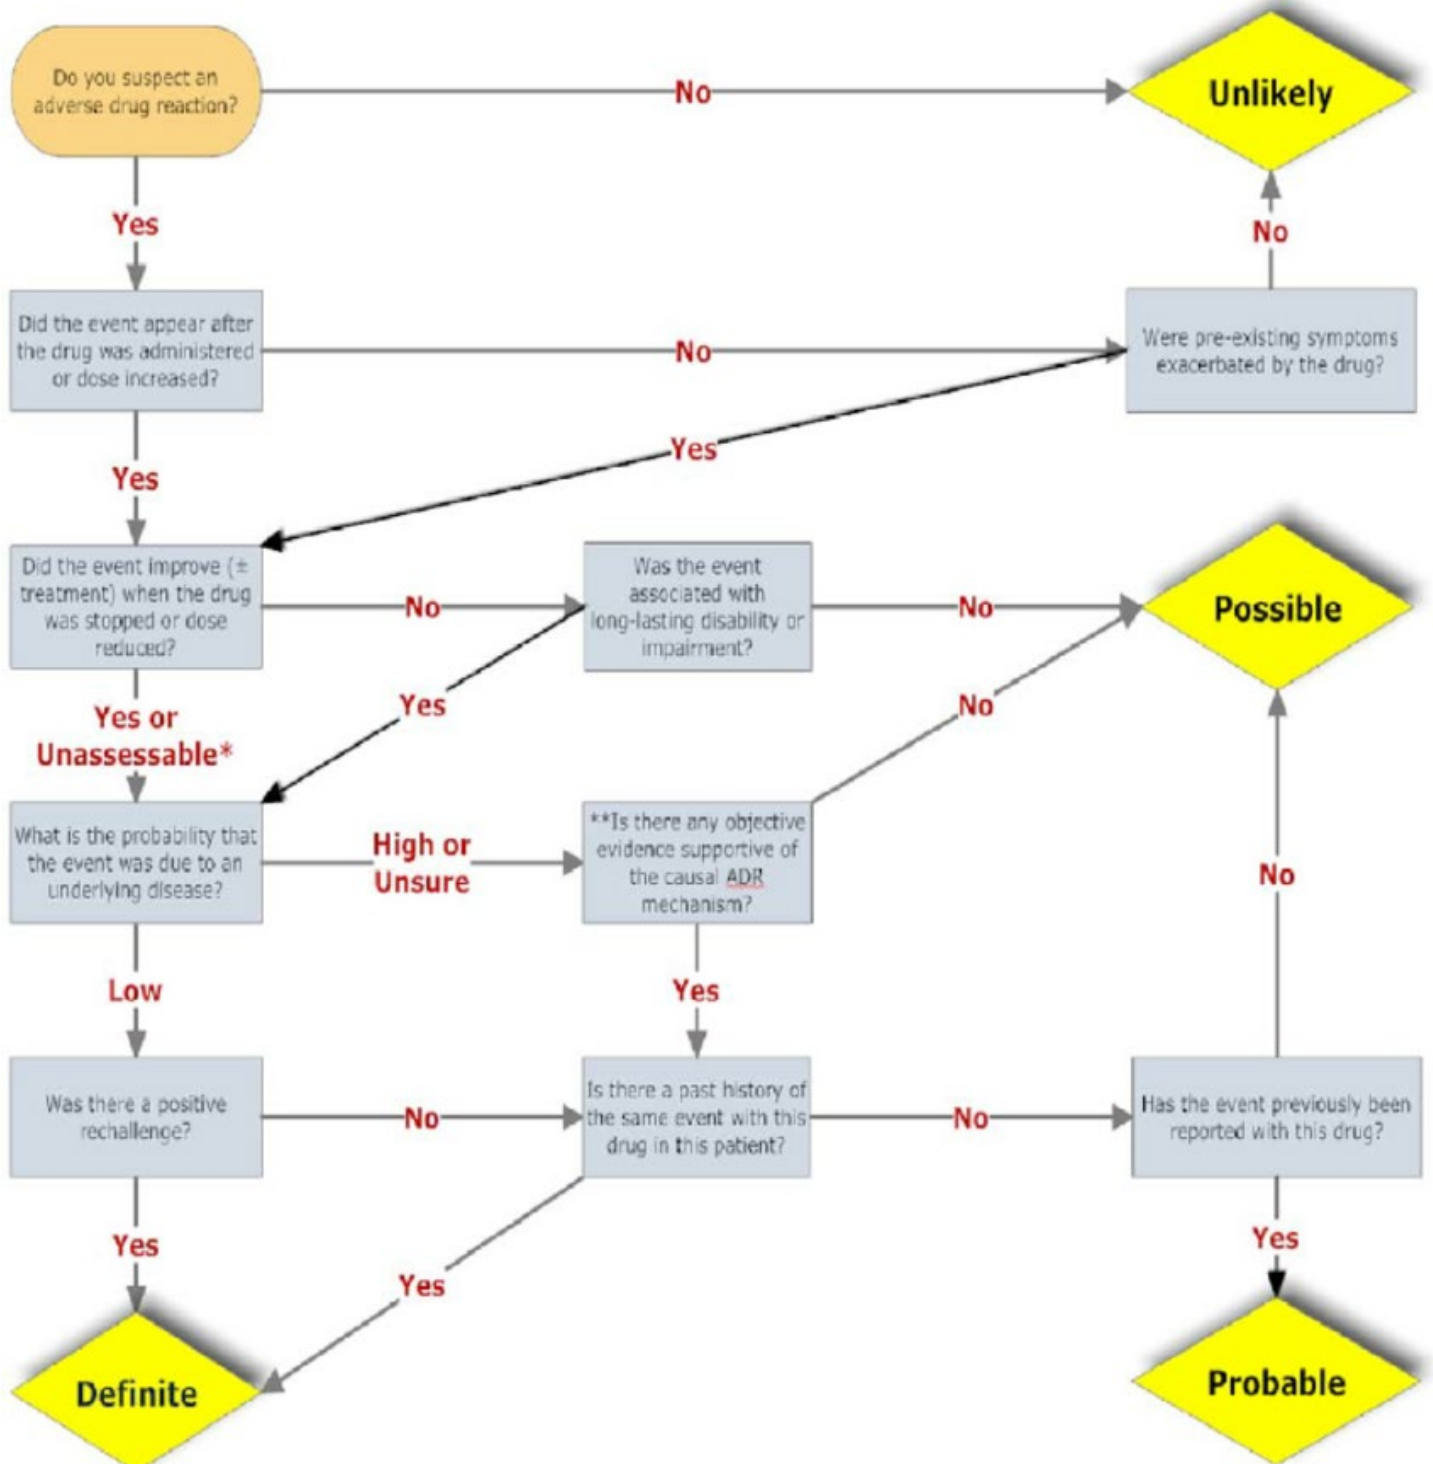 Do you suspect an
adverse drug reaction?
No
Unlikely
Yes
No
Did the event appear after
the drug was administered
or dose increased?
No
Were pre-existing symptoms
exacerbated by the drug?
Yes
Yes
Did the event improve (±
treatment) when the drug
was stopped or dose
reduced?
No
Was the event
associated with
long-lasting disability or
impairment?
No
Possible
Yes or
Unassessable*
Yes
No
What is the probability that
the event was due to an
underlying disease?
High or
Unsure
**Is there any objective
evidence supportive of
the causal ADR
mechanism?
No
Low
Yes
Was there a positive
rechallenge?
No
Is there a past history of
the same event with this
drug in this patient?
No
Has the event previously been
reported with this drug?
Yes
Yes
Yes
Definite
Probable